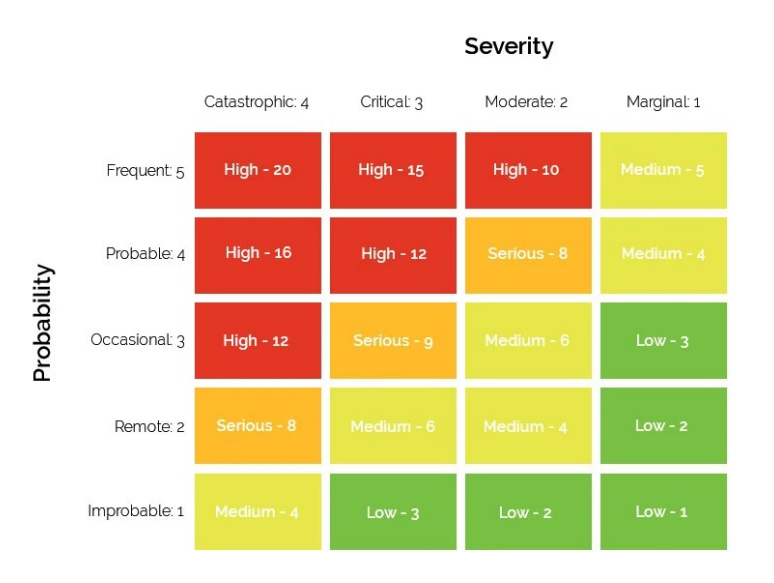 Severity
Catastrophic: 4 Critical: 3 Moderate: 2 Marginal: 1
Probability
Frequent: 5 High - 20 High - 15 High - 10 Medium - 5
Probable: 4 High - 16 High - 12 Serious - 8 Medium - 4
Occasional: 3 High - 12 Serious - 9 Medium - 6 Low - 3
Remote: 2 Serious - 8 Medium - 6 Medium - 4 Low - 2
Improbable: 1 Medium - 4 Low - 3 Low - 2 Low - 1